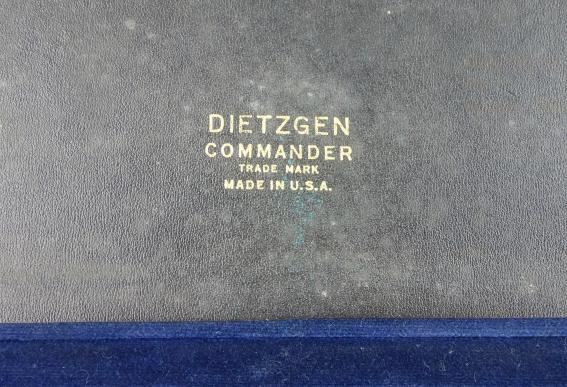 DIETZGEN
COMMANDER
TRADE MARK
MADE IN U.S.A.